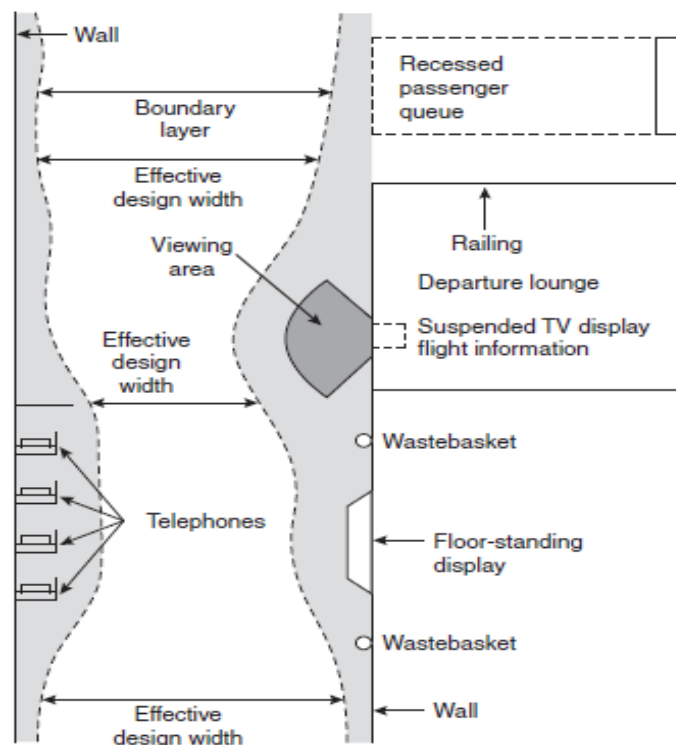 Wall
Recessed
passenger
queue
Boundary
layer
Effective
design width
Railing
Viewing
area
Departure lounge
Suspended TV display
flight information
Effective
design
width
Wastebasket
Telephones
Floor-standing
display
Wastebasket
Effective
design width
Wall